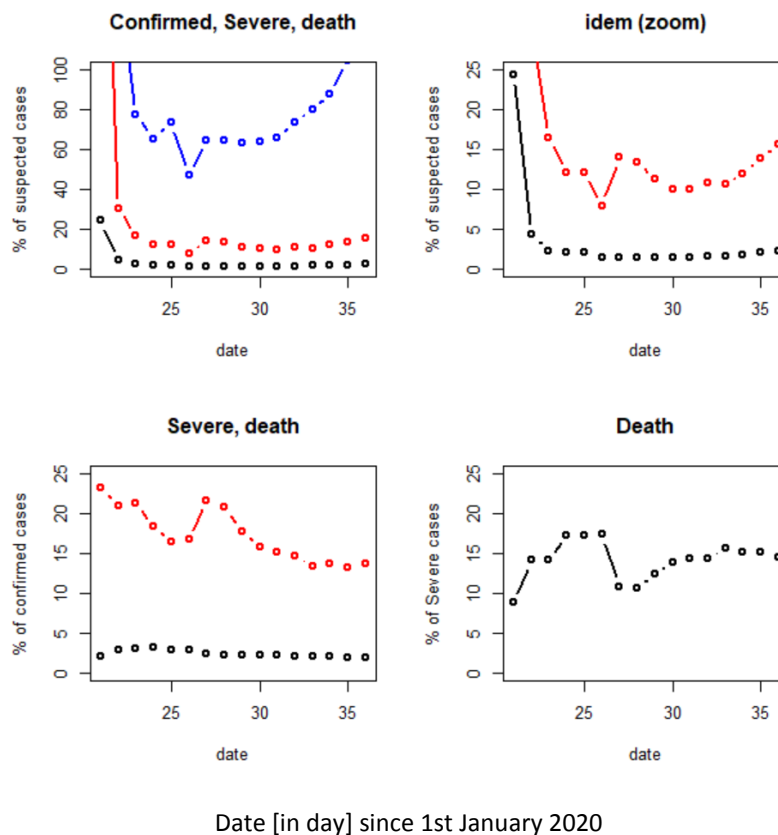 Confirmed, Severe, death
% of suspected cases
0
20
40
60
80
100
25
30
35
date
idem (zoom)
% of suspected cases
0
5
10
15
20
25
25
30
35
date
Severe, death
% of confirmed cases
0
5
10
15
20
25
25
30
35
date
Death
% of Severe cases
0
5
10
15
20
25
25
30
35
date
Date [in day] since 1st January 2020